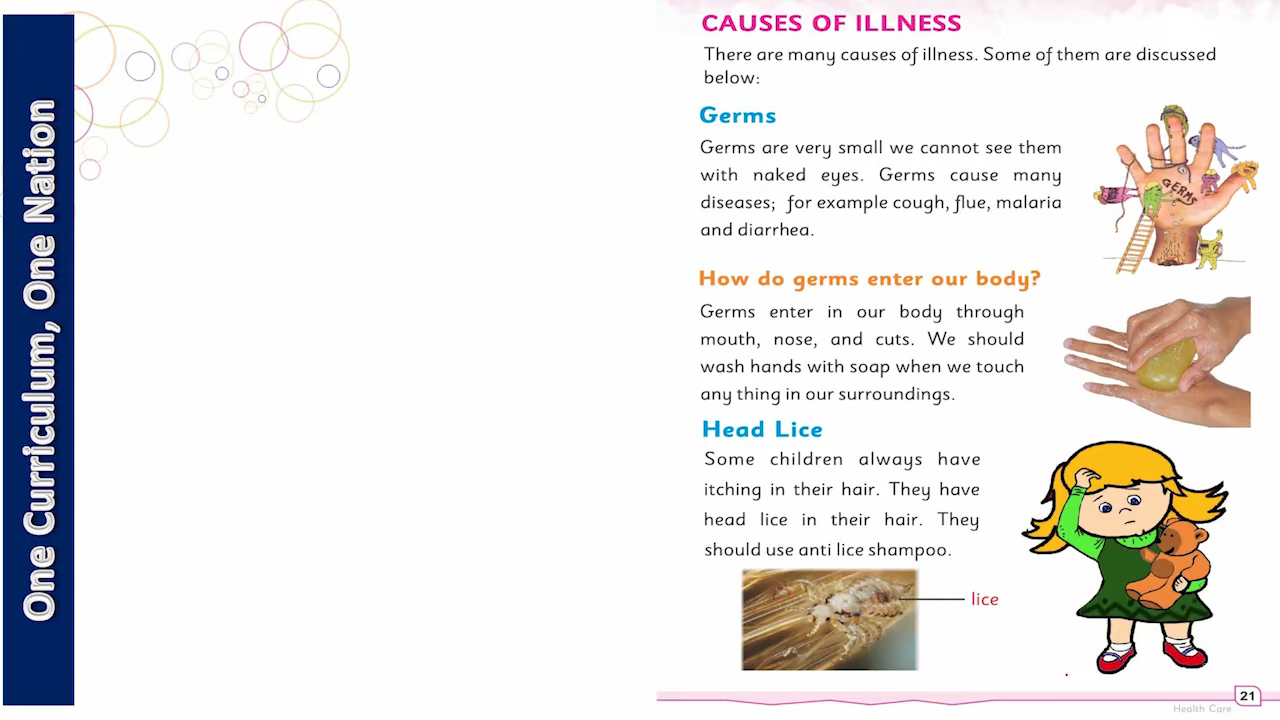 One Curriculum, One Nation
CAUSES OF ILLNESS
There are many causes of illness. Some of them are discussed
below:
Germs
Germs are very small we cannot see them
with naked eyes. Germs cause many
diseases; for example cough, flue, malaria
and diarrhea.
GERMS
How do germs enter our body?
Germs enter in our body through
mouth, nose, and cuts. We should
wash hands with soap when we touch
any thing in our surroundings.
Head Lice
Some children always have
itching in their hair. They have
head lice in their hair. They
should use anti lice shampoo.
lice
21
Health Care